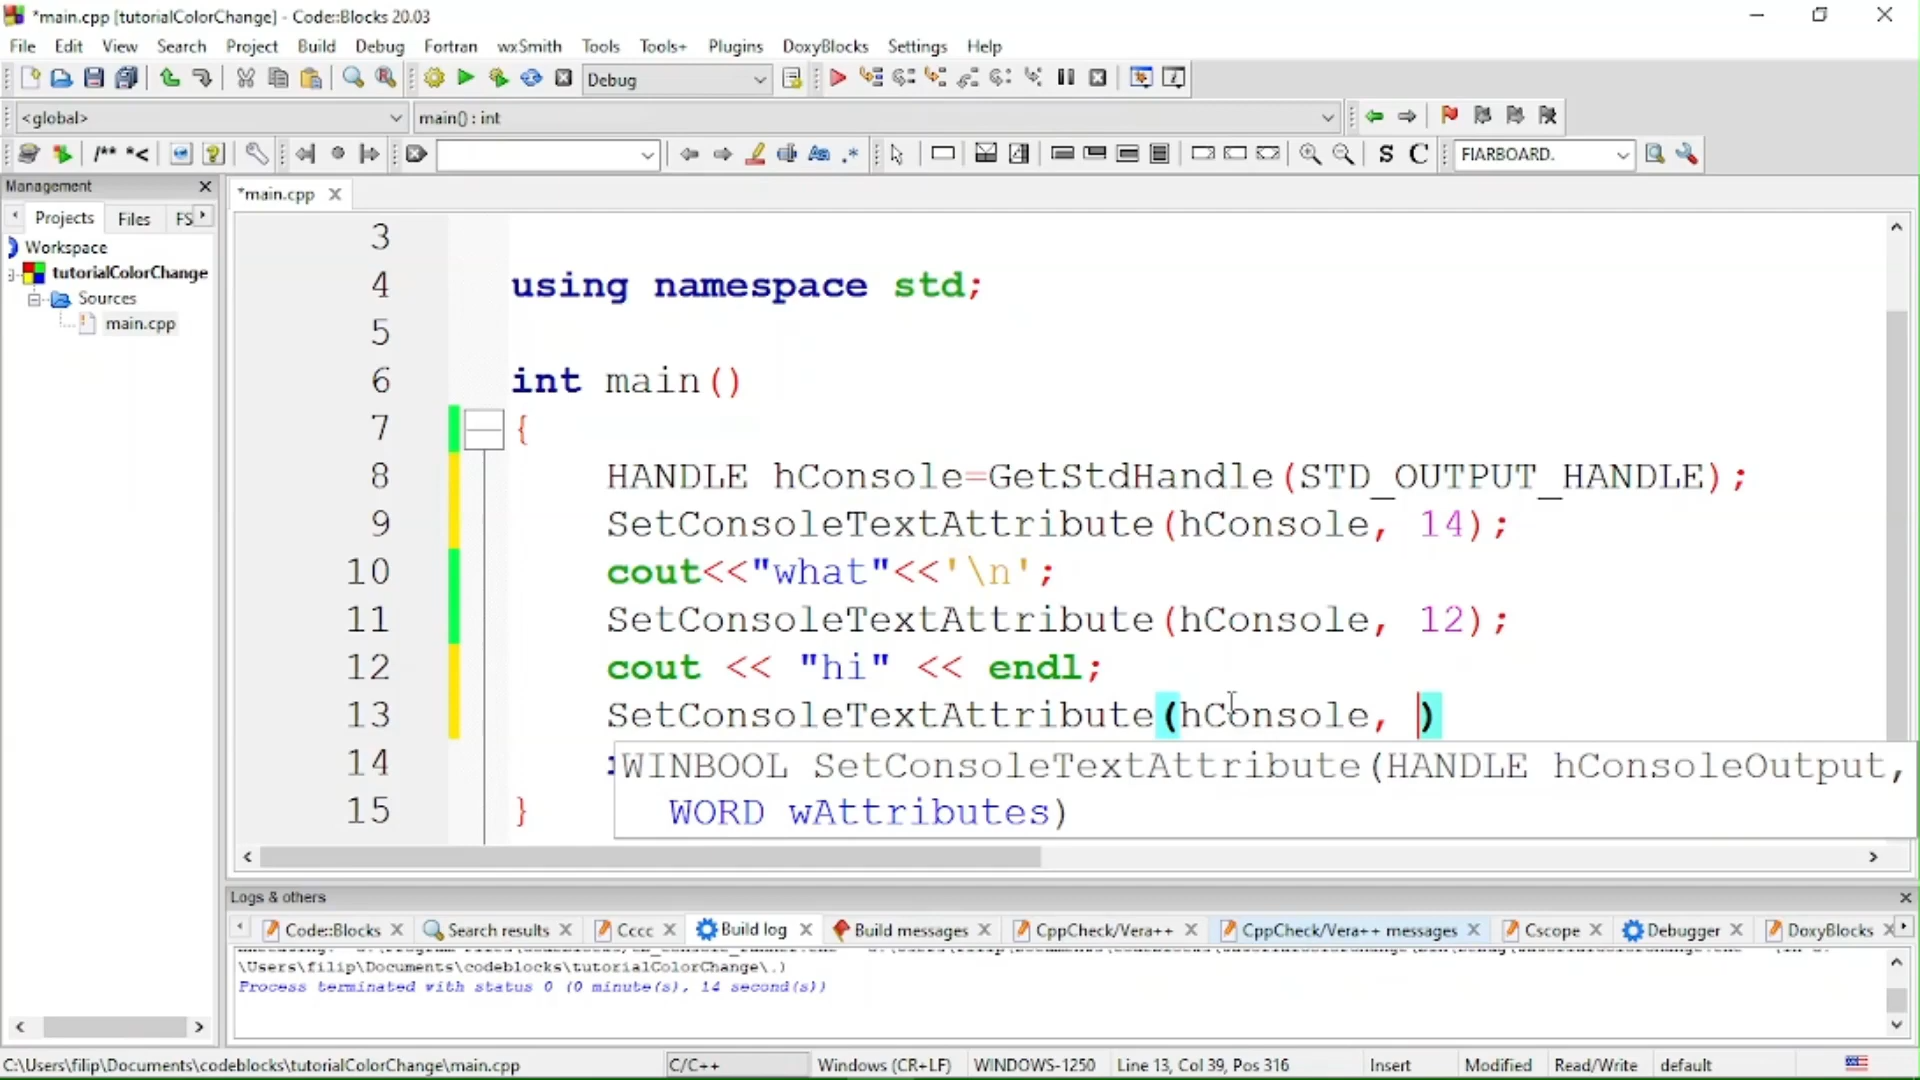 *main.cpp [tutorialColorChange] - Code::Blocks 20.03
File Edit View Search Project Build Debug Fortran wxSmith Tools Tools+ Plugins DoxyBlocks Settings Help
Debug
<global> main() : int
/** *< S C FIARBOARD.
Management
*main.cpp
Projects Files FS
Workspace
tutorialColorChange
Sources
main.cpp
3
4 using namespace std;
5
6 int main()
7 {
8 HANDLE hConsole=GetStdHandle(STD_OUTPUT_HANDLE);
9 SetConsoleTextAttribute(hConsole, 14);
10 cout<<"what"<<'\n';
11 SetConsoleTextAttribute(hConsole, 12);
12 cout << "hi" << endl;
13 SetConsoleTextAttribute(hConsole, )
14
WINBOOL SetConsoleTextAttribute(HANDLE hConsoleOutput,
WORD wAttributes)
15 }
Logs & others
Code::Blocks Search results Cccc Build log Build messages CppCheck/Vera++ CppCheck/Vera++ messages Cscope Debugger DoxyBlocks
\Users\filip\Documents\codeblocks\tutorialColorChange\.)
Process terminated with status 0 (0 minute(s), 14 second(s))
C:\Users\filip\Documents\codeblocks\tutorialColorChange\main.cpp C/C++ Windows (CR+LF) WINDOWS-1250 Line 13, Col 39, Pos 316 Insert Modified Read/Write default